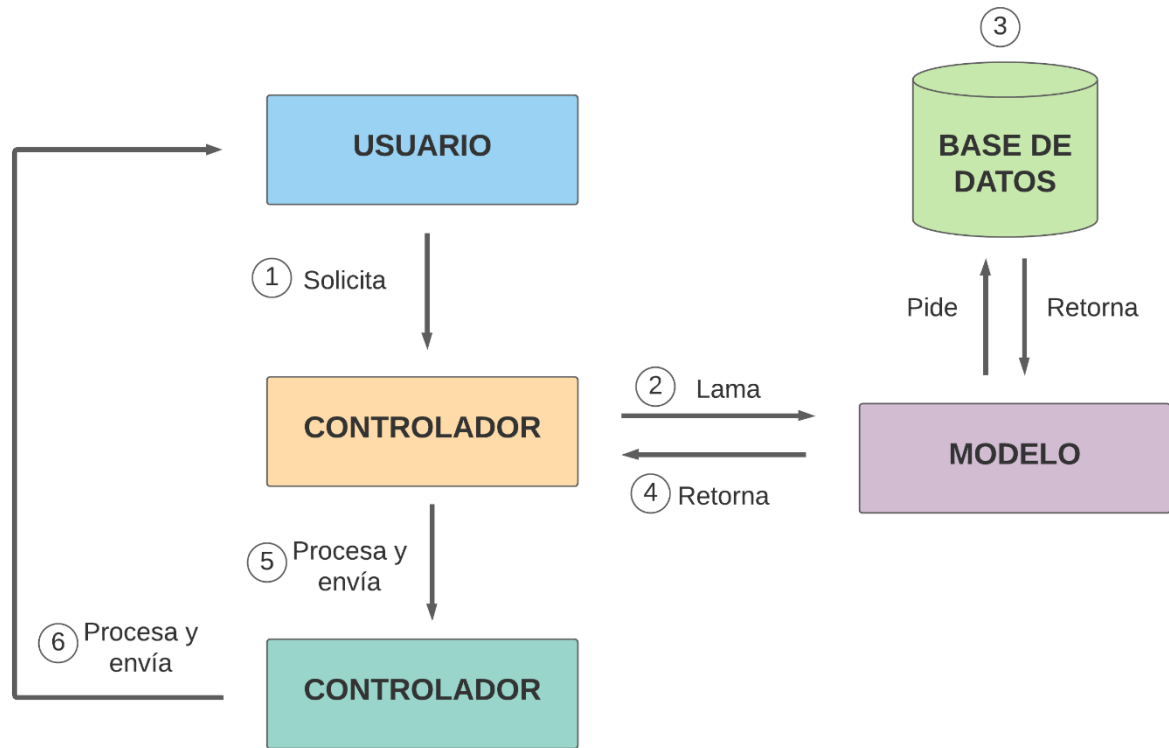 3
USUARIO
BASE DE
DATOS
1 Solicita
Pide
Retorna
2 Lama
CONTROLADOR
MODELO
4 Retorna
5 Procesa y
envía
6 Procesa y
envía
CONTROLADOR